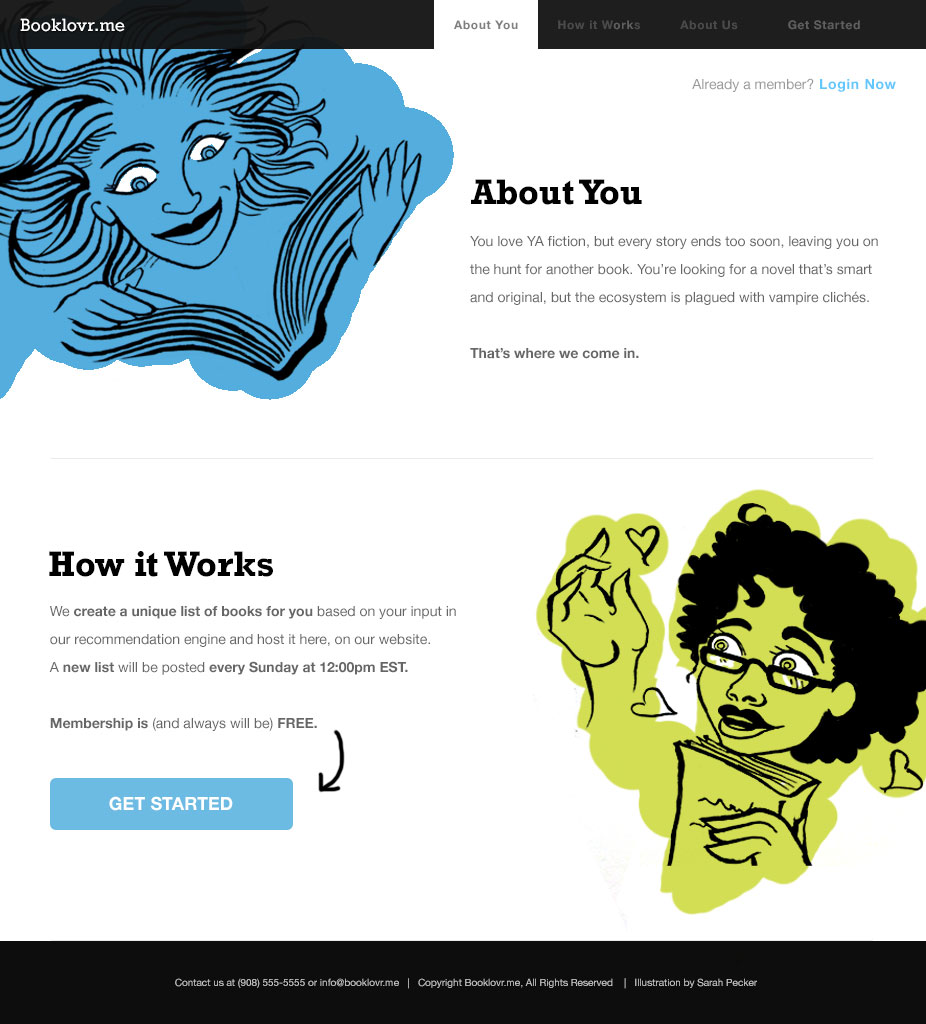 Booklovr.me
About You
How it Works
About Us
Get Started
Already a member? Login Now
About You
You love YA fiction, but every story ends too soon, leaving you on
the hunt for another book. You’re looking for a novel that’s smart
and original, but the ecosystem is plagued with vampire clichés.
That’s where we come in.
How it Works
We create a unique list of books for you based on your input in
our recommendation engine and host it here, on our website.
A new list will be posted every Sunday at 12:00pm EST.
Membership is (and always will be) FREE.
GET STARTED
Contact us at (908) 555-5555 or info@booklovr.me | Copyright Booklovr.me, All Rights Reserved | Illustration by Sarah Pecker